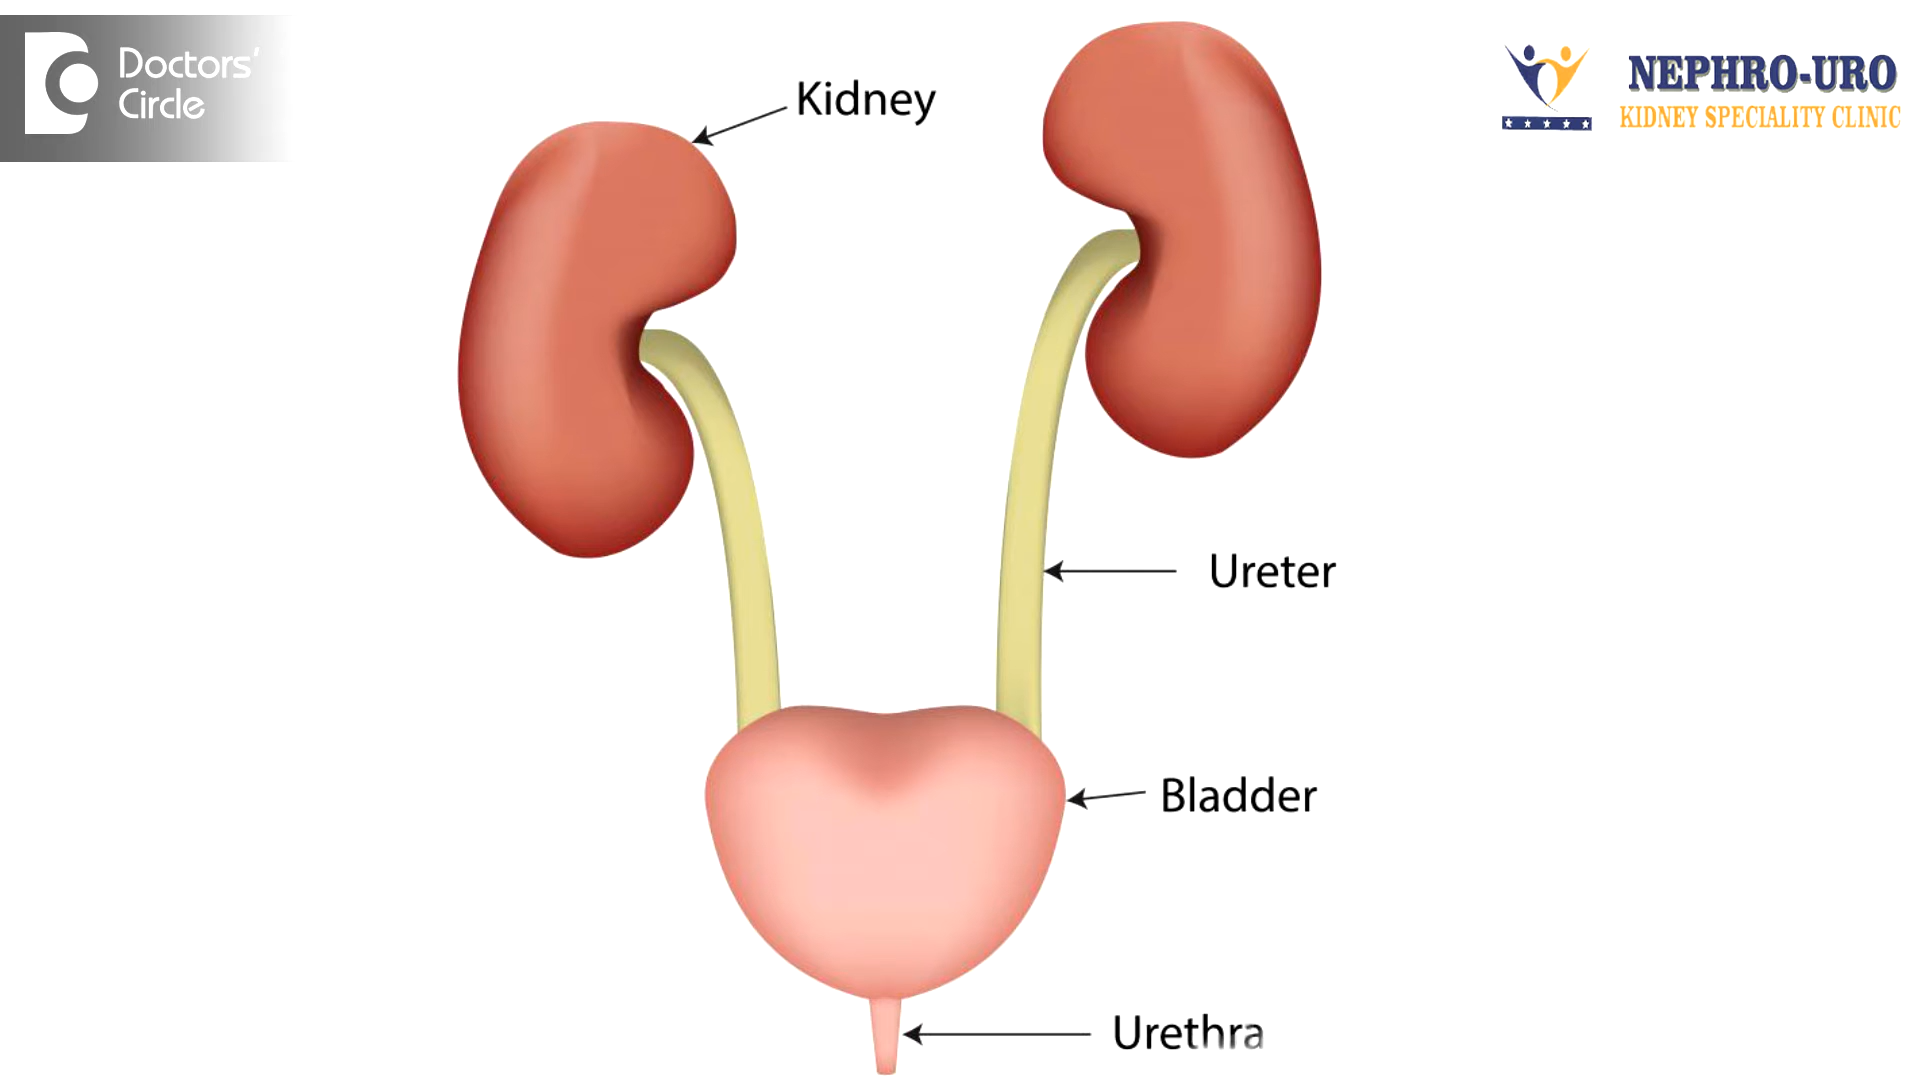 Doctors'
Circle
NEPHRO-URO
KIDNEY SPECIALITY CLINIC
Kidney
Ureter
Bladder
Urethra